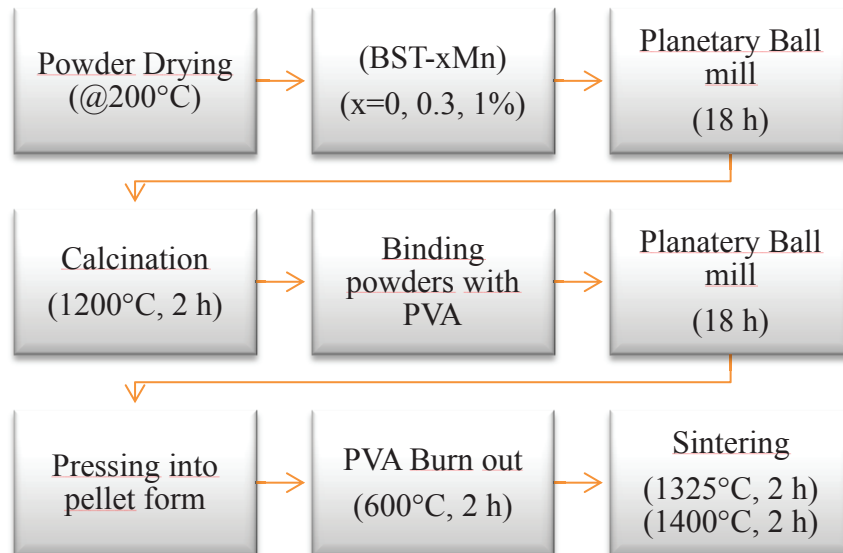 Powder Drying
(@200°C)
(BST-xMn)
(x=0, 0.3, 1%)
Planetary Ball
mill
(18 h)
Calcination
(1200°C, 2 h)
Binding
powders with
PVA
Planatery Ball
mill
(18 h)
Pressing into
pellet form
PVA Burn out
(600°C, 2 h)
Sintering
(1325°C, 2 h)
(1400°C, 2 h)